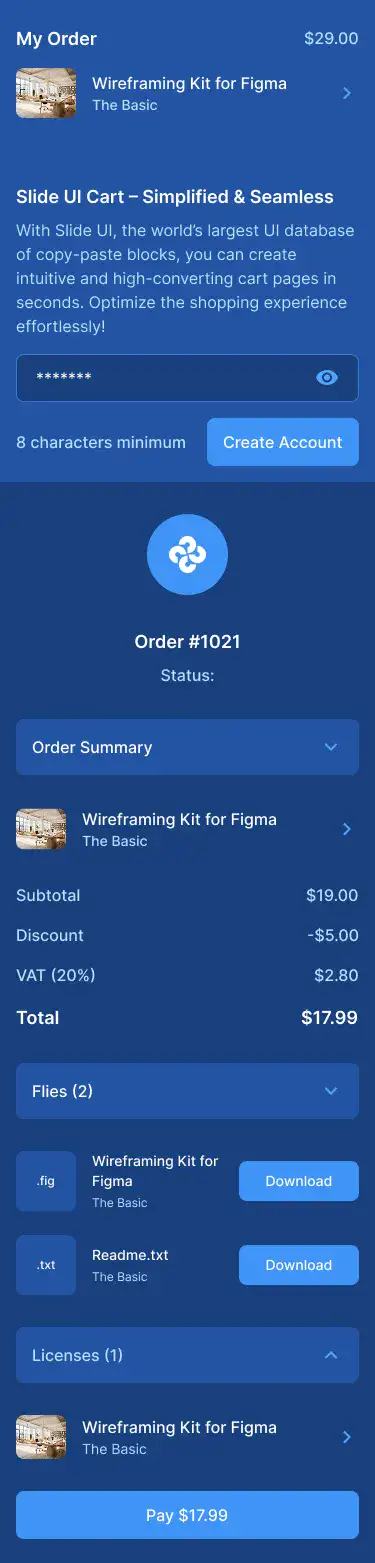 My Order
$29.00
Wireframing Kit for Figma
The Basic
Slide UI Cart – Simplified & Seamless
With Slide UI, the world's largest UI database
of copy-paste blocks, you can create
intuitive and high-converting cart pages in
seconds. Optimize the shopping experience
effortlessly!
*******
8 characters minimum
Create Account
Order #1021
Status:
Order Summary
Wireframing Kit for Figma
The Basic
Subtotal
$19.00
Discount
-$5.00
VAT (20%)
$2.80
Total
$17.99
Flies (2)
.fig
Wireframing Kit for
Figma
The Basic
Download
.txt
Readme.txt
The Basic
Download
Licenses (1)
Wireframing Kit for Figma
The Basic
Pay $17.99